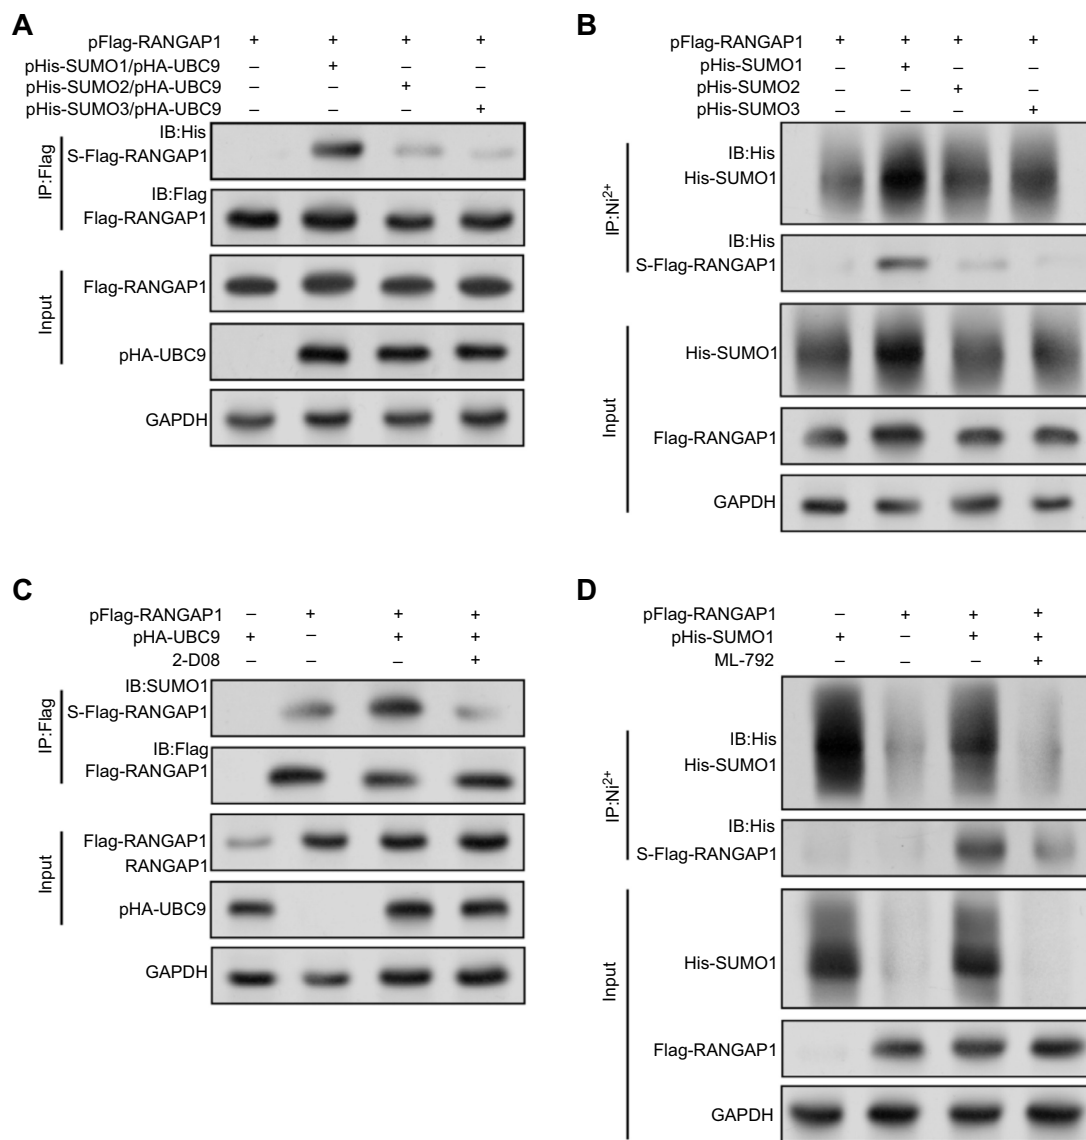 A
pFlag-RANGAP1 + + + +
pHis-SUMO1/pHA-UBC9 – + – –
pHis-SUMO2/pHA-UBC9 – – + –
pHis-SUMO3/pHA-UBC9 – – – +
IP:Flag
IB:His
S-Flag-RANGAP1
IB:Flag
Flag-RANGAP1
Input
Flag-RANGAP1
pHA-UBC9
GAPDH
B
pFlag-RANGAP1 + + + +
pHis-SUMO1 – + – –
pHis-SUMO2 – – + –
pHis-SUMO3 – – – +
IP:Ni2+
IB:His
His-SUMO1
IB:His
S-Flag-RANGAP1
Input
His-SUMO1
Flag-RANGAP1
GAPDH
C
pFlag-RANGAP1 – + + +
pHA-UBC9 + – + +
2-D08 – – – +
IP:Flag
IB:SUMO1
S-Flag-RANGAP1
IB:Flag
Flag-RANGAP1
Input
Flag-RANGAP1
RANGAP1
pHA-UBC9
GAPDH
D
pFlag-RANGAP1 – + + +
pHis-SUMO1 + – + +
ML-792 – – – +
IP:Ni2+
IB:His
His-SUMO1
IB:His
S-Flag-RANGAP1
Input
His-SUMO1
Flag-RANGAP1
GAPDH